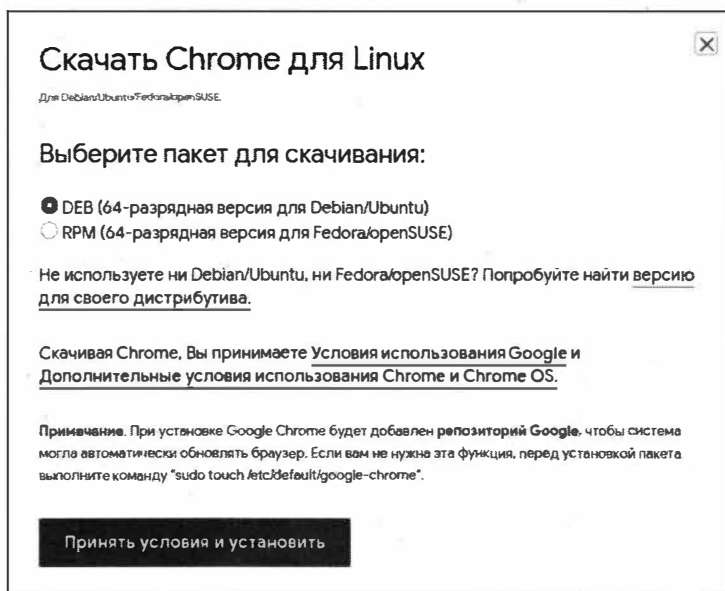 Скачать Chrome для Linux
Для Debian/Ubuntu/Fedora/openSUSE.
Выберите пакет для скачивания:
DEB (64-разрядная версия для Debian/Ubuntu)
RPM (64-разрядная версия для Fedora/openSUSE)
Не используете ни Debian/Ubuntu, ни Fedora/openSUSE? Попробуйте найти версию
для своего дистрибутива.
Скачивая Chrome, Вы принимаете Условия использования Google и
Дополнительные условия использования Chrome и Chrome OS.
Примечание. При установке Google Chrome будет добавлен репозиторий Google, чтобы система
могла автоматически обновлять браузер. Если вам не нужна эта функция, перед установкой пакета
выполните команду "sudo touch /etc/default/google-chrome".
Принять условия и установить